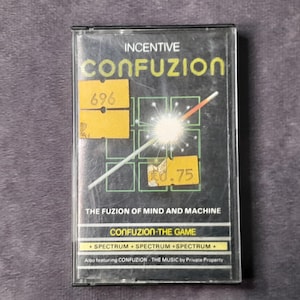 INCENTIVE
CONFUZION
696
0.75
THE FUZION OF MIND AND MACHINE
CONFUZION-THE GAME
• SPECTRUM • SPECTRUM • SPECTRUM •
Also featuring CONFUZION - THE MUSIC by Private Property